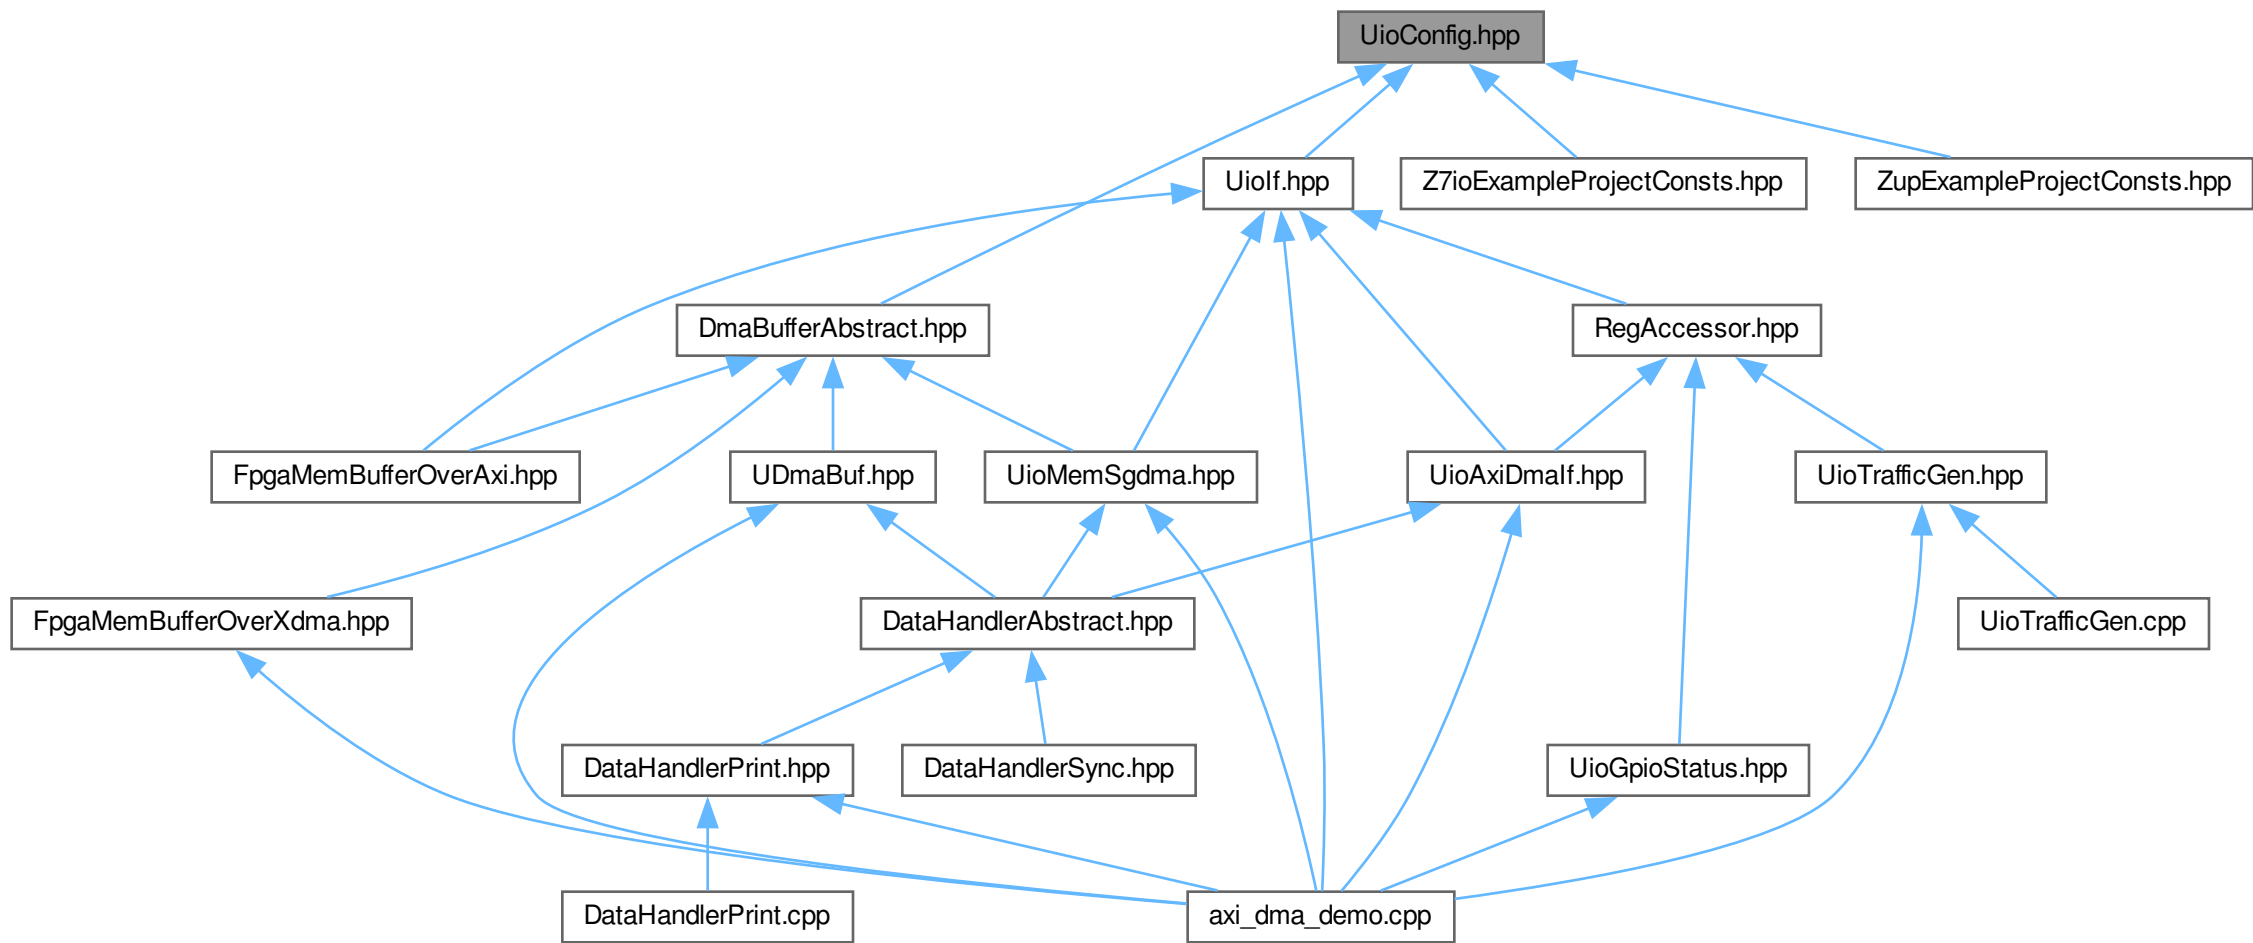 UioConfig.hpp
UioIf.hpp
Z7ioExampleProjectConsts.hpp
ZupExampleProjectConsts.hpp
DmaBufferAbstract.hpp
RegAccessor.hpp
FpgaMemBufferOverAxi.hpp
UDmaBuf.hpp
UioMemSgdma.hpp
UioAxiDmaIf.hpp
UioTrafficGen.hpp
FpgaMemBufferOverXdma.hpp
DataHandlerAbstract.hpp
UioTrafficGen.cpp
DataHandlerPrint.hpp
DataHandlerSync.hpp
UioGpioStatus.hpp
DataHandlerPrint.cpp
axi_dma_demo.cpp